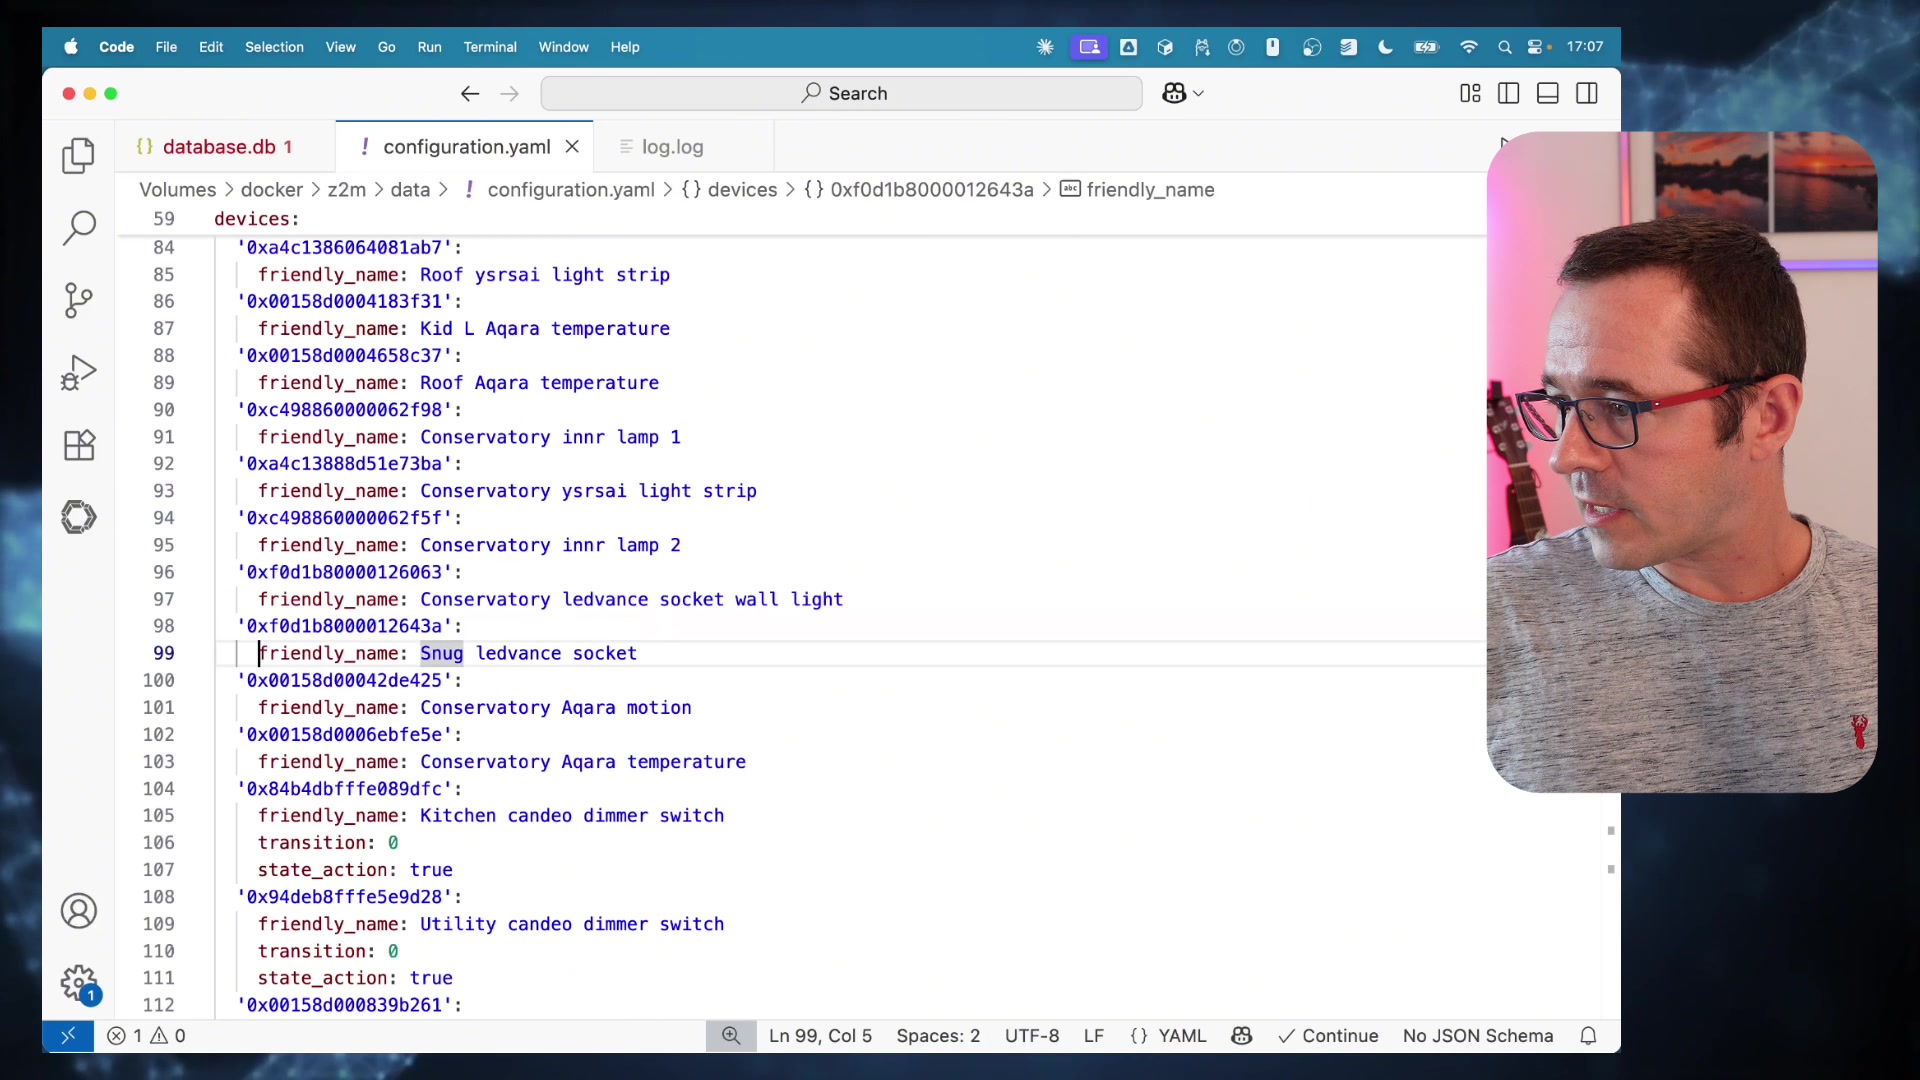 Code File Edit Selection View Go Run Terminal Window Help 17:07
Search
{} database.db 1 ! configuration.yaml log.log
Volumes > docker > z2m > data > ! configuration.yaml > {} devices > {} 0xf0d1b8000012643a > abc friendly_name
59 devices:
84 '0xa4c1386064081ab7':
85 friendly_name: Roof ysrsai light strip
86 '0x00158d0004183f31':
87 friendly_name: Kid L Aqara temperature
88 '0x00158d0004658c37':
89 friendly_name: Roof Aqara temperature
90 '0xc498860000062f98':
91 friendly_name: Conservatory innr lamp 1
92 '0xa4c13888d51e73ba':
93 friendly_name: Conservatory ysrsai light strip
94 '0xc498860000062f5f':
95 friendly_name: Conservatory innr lamp 2
96 '0xf0d1b80000126063':
97 friendly_name: Conservatory ledvance socket wall light
98 '0xf0d1b8000012643a':
99 friendly_name: Snug ledvance socket
100 '0x00158d00042de425':
101 friendly_name: Conservatory Aqara motion
102 '0x00158d0006ebfe5e':
103 friendly_name: Conservatory Aqara temperature
104 '0x84b4dbfffe089dfc':
105 friendly_name: Kitchen candeo dimmer switch
106 transition: 0
107 state_action: true
108 '0x94deb8fffe5e9d28':
109 friendly_name: Utility candeo dimmer switch
110 transition: 0
111 state_action: true
112 '0x00158d000839b261':
1
1 0 Ln 99, Col 5 Spaces: 2 UTF-8 LF {} YAML Continue No JSON Schema